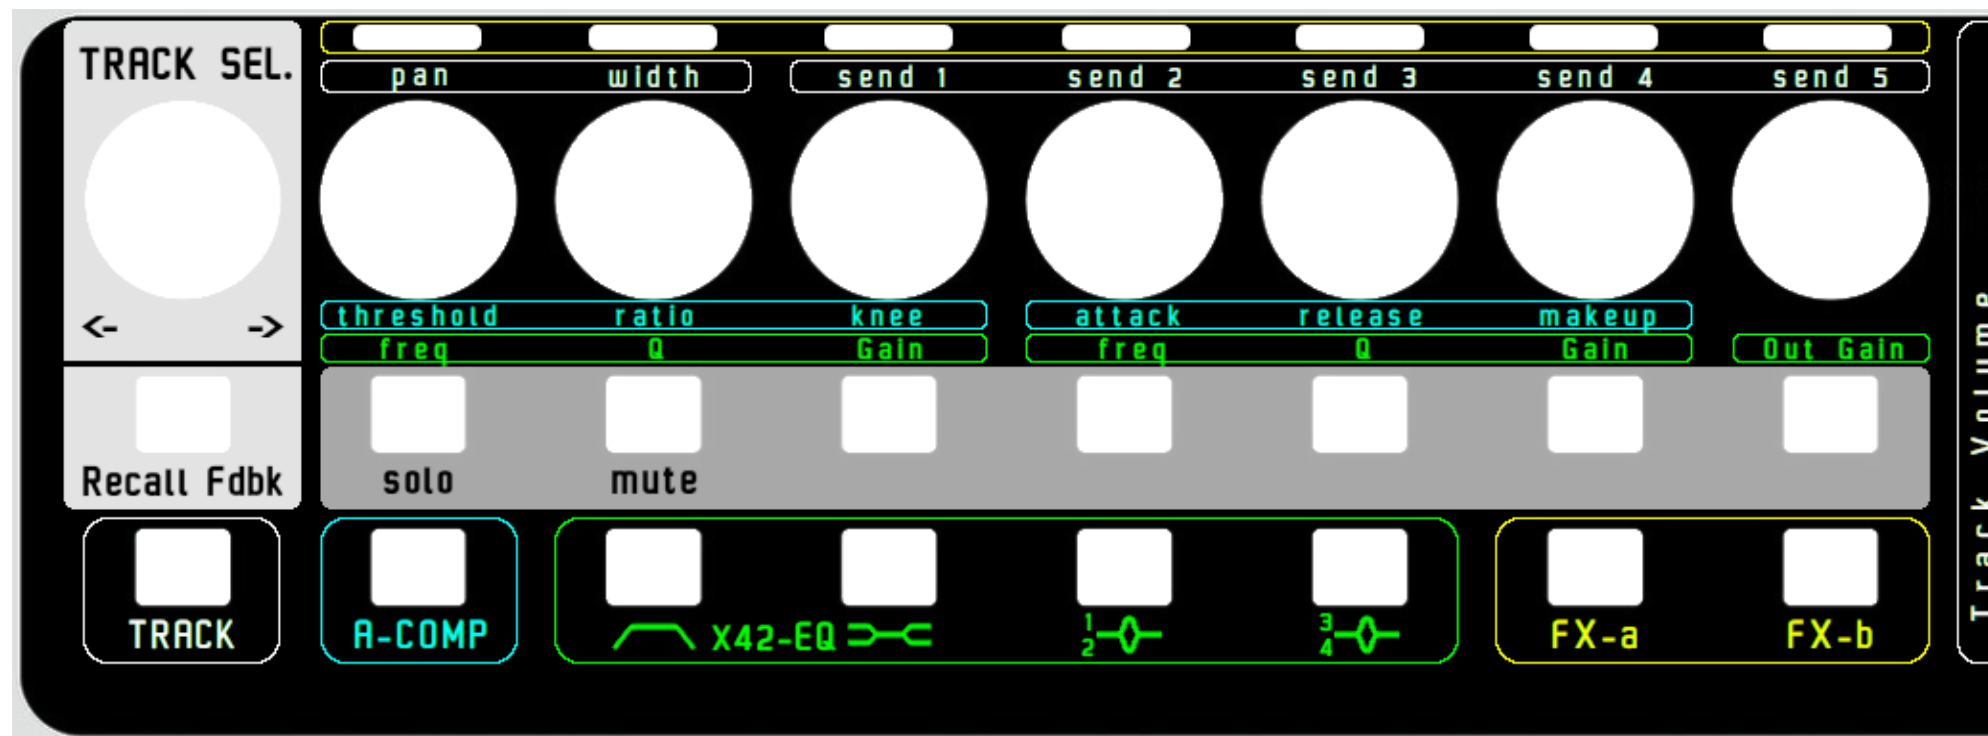 TRACK SEL.
pan width send 1 send 2 send 3 send 4 send 5
<- ->
threshold ratio knee attack release makeup
freq Q Gain freq Q Gain Out Gain
Recall Fdbk solo mute
TRACK A-COMP X42-EQ 1 2 3 4 FX-a FX-b
Track Volume